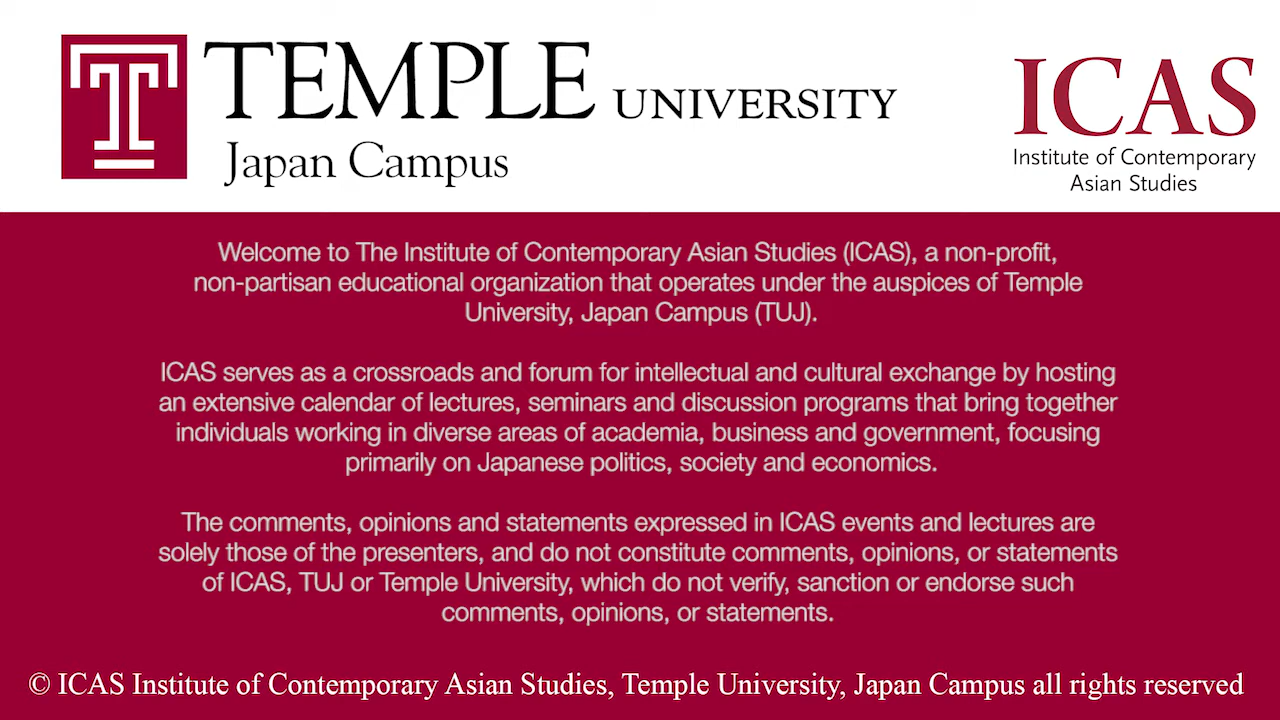 TEMPLE UNIVERSITY
Japan Campus
ICAS
Institute of Contemporary
Asian Studies
Welcome to The Institute of Contemporary Asian Studies (ICAS), a non-profit,
non-partisan educational organization that operates under the auspices of Temple
University, Japan Campus (TUJ).
ICAS serves as a crossroads and forum for intellectual and cultural exchange by hosting
an extensive calendar of lectures, seminars and discussion programs that bring together
individuals working in diverse areas of academia, business and government, focusing
primarily on Japanese politics, society and economics.
The comments, opinions and statements expressed in ICAS events and lectures are
solely those of the presenters, and do not constitute comments, opinions, or statements
of ICAS, TUJ or Temple University, which do not verify, sanction or endorse such
comments, opinions, or statements.
© ICAS Institute of Contemporary Asian Studies, Temple University, Japan Campus all rights reserved